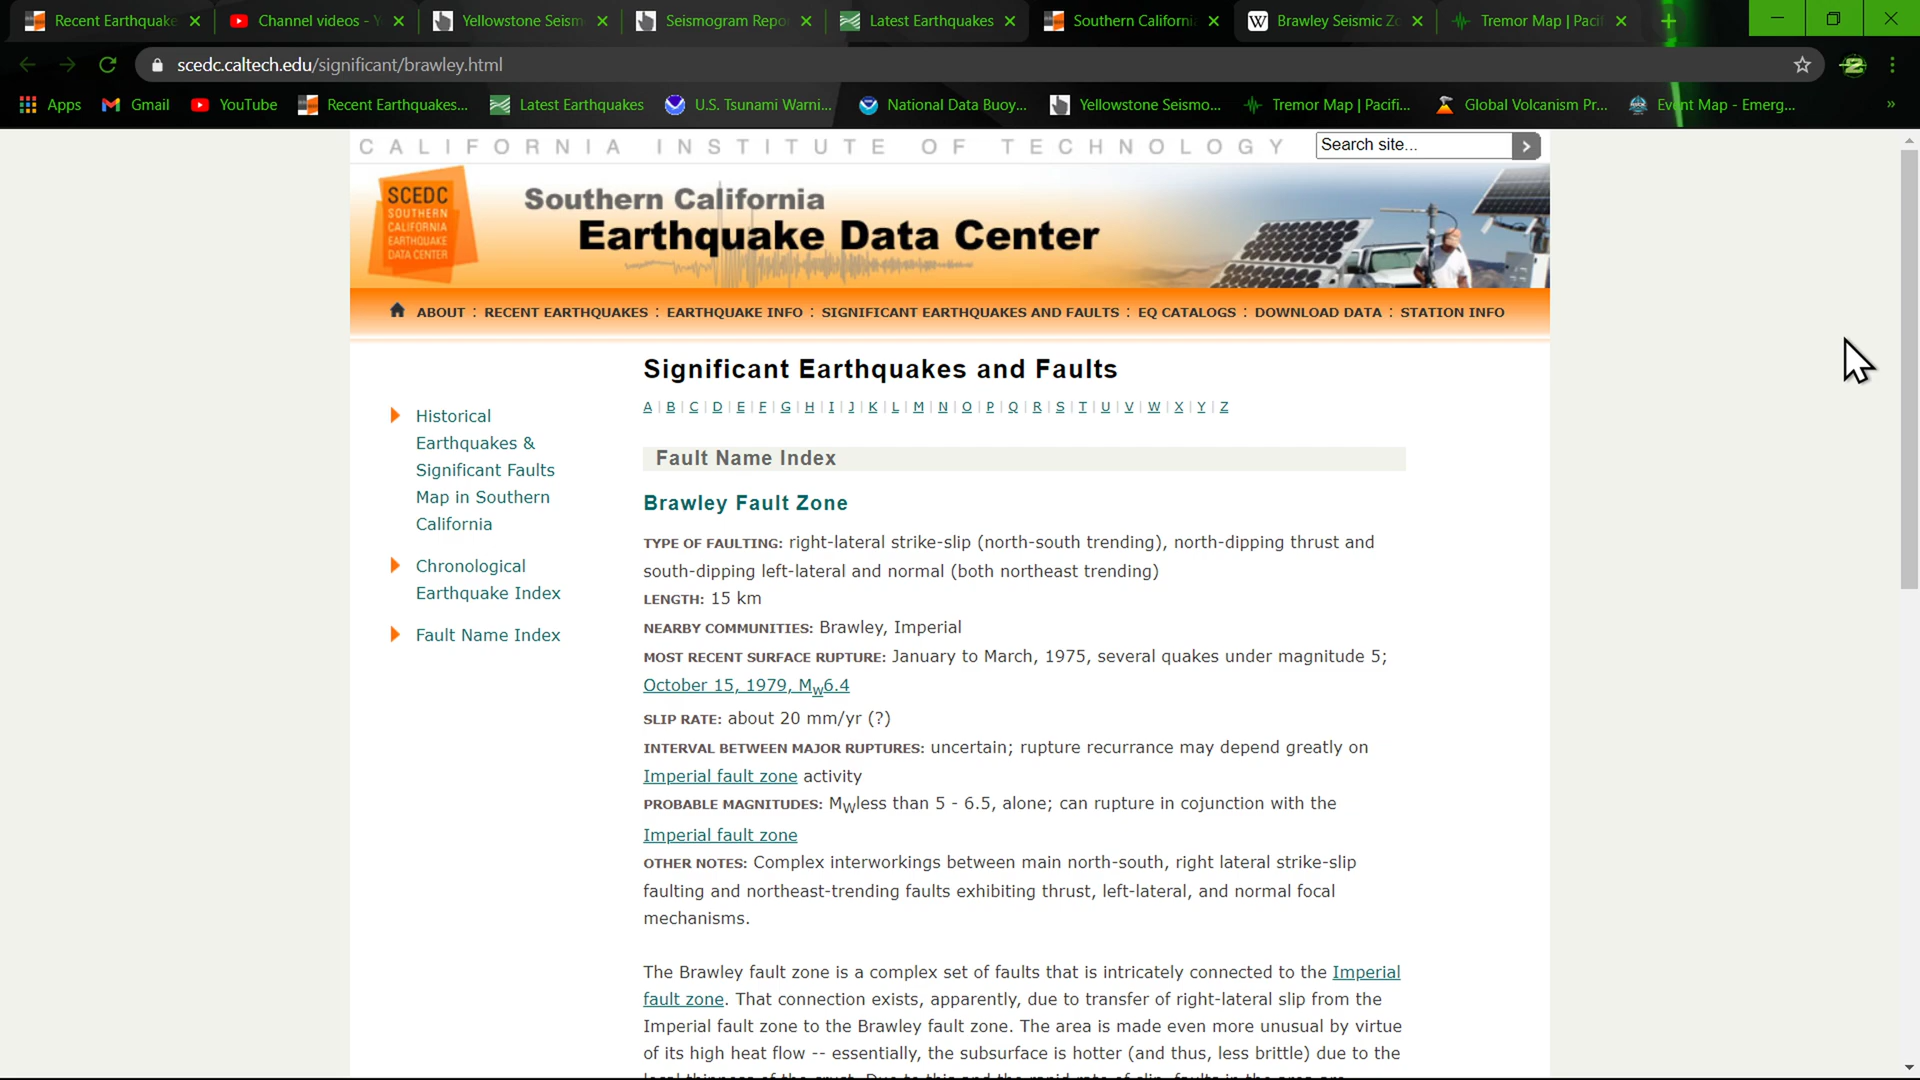 Recent Earthquake
Channel videos - Y
Yellowstone Seism
Seismogram Repo
Latest Earthquakes
Southern Californi
Brawley Seismic Zo
Tremor Map | Pacif
scedc.caltech.edu/significant/brawley.html
Apps
Gmail
YouTube
Recent Earthquakes...
Latest Earthquakes
U.S. Tsunami Warni...
National Data Buoy...
Yellowstone Seismo...
Tremor Map | Pacifi...
Global Volcanism Pr...
Event Map - Emerg...
»
CALIFORNIA INSTITUTE OF TECHNOLOGY
Search site...
SCEDC
SOUTHERN
CALIFORNIA
EARTHQUAKE
DATA CENTER
Southern California
Earthquake Data Center
ABOUT : RECENT EARTHQUAKES : EARTHQUAKE INFO : SIGNIFICANT EARTHQUAKES AND FAULTS : EQ CATALOGS : DOWNLOAD DATA : STATION INFO
Historical
Earthquakes &
Significant Faults
Map in Southern
California
Chronological
Earthquake Index
Fault Name Index
Significant Earthquakes and Faults
A | B | C | D | E | F | G | H | I | J | K | L | M | N | O | P | Q | R | S | T | U | V | W | X | Y | Z
Fault Name Index
Brawley Fault Zone
TYPE OF FAULTING: right-lateral strike-slip (north-south trending), north-dipping thrust and
south-dipping left-lateral and normal (both northeast trending)
LENGTH: 15 km
NEARBY COMMUNITIES: Brawley, Imperial
MOST RECENT SURFACE RUPTURE: January to March, 1975, several quakes under magnitude 5;
October 15, 1979, Mw6.4
SLIP RATE: about 20 mm/yr (?)
INTERVAL BETWEEN MAJOR RUPTURES: uncertain; rupture recurrance may depend greatly on
Imperial fault zone activity
PROBABLE MAGNITUDES: MWless than 5 - 6.5, alone; can rupture in cojunction with the
Imperial fault zone
OTHER NOTES: Complex interworkings between main north-south, right lateral strike-slip
faulting and northeast-trending faults exhibiting thrust, left-lateral, and normal focal
mechanisms.
The Brawley fault zone is a complex set of faults that is intricately connected to the Imperial
fault zone. That connection exists, apparently, due to transfer of right-lateral slip from the
Imperial fault zone to the Brawley fault zone. The area is made even more unusual by virtue
of its high heat flow -- essentially, the subsurface is hotter (and thus, less brittle) due to the